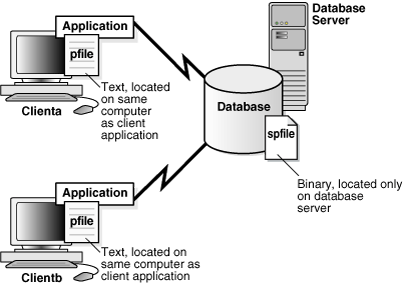 Application
pfile
Text, located
on same
computer
as client
application
Clienta
Database
Server
Database
spfile
Binary, located only
on database
server
Application
pfile
Text, located on
same computer as
client application
Clientb